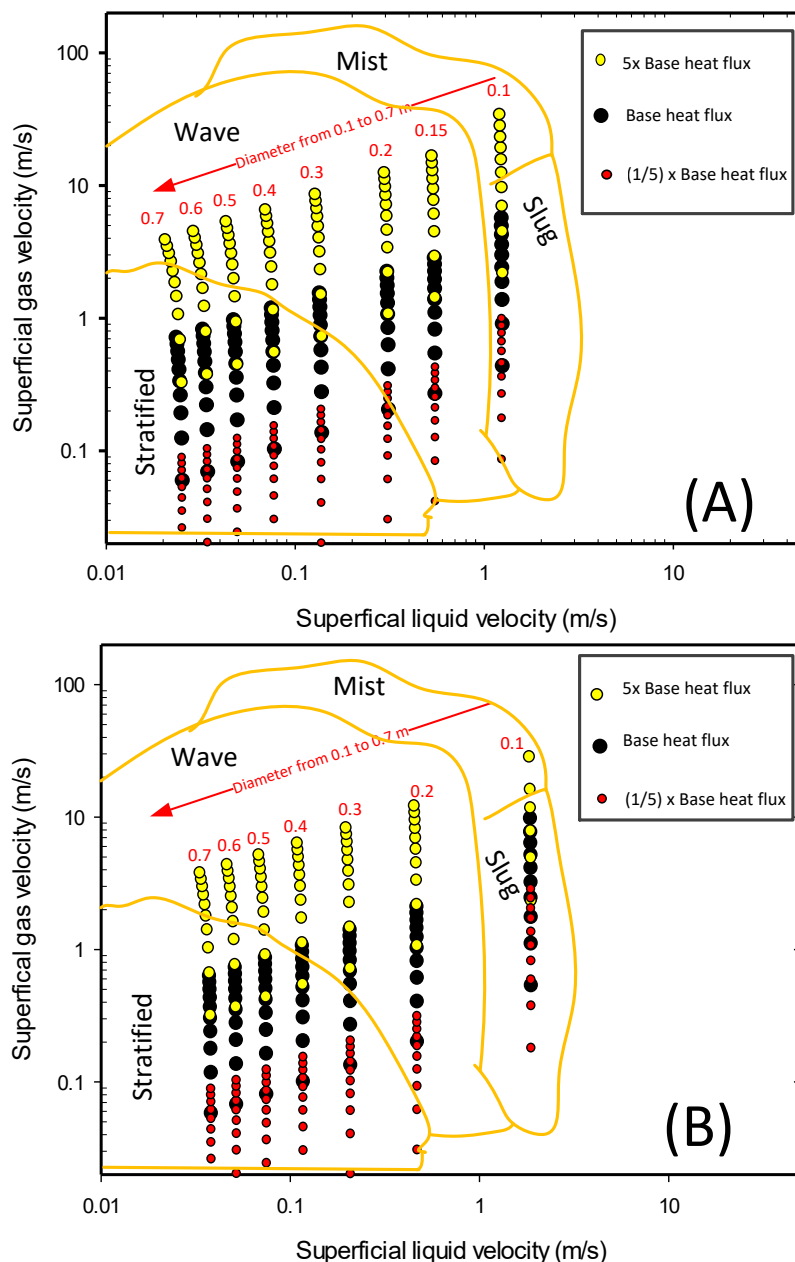 100
10
1
0.1
0.01
0.1
1
10
Superfical gas velocity (m/s)
Superfical liquid velocity (m/s)
Mist
Wave
Slug
Stratified
Diameter from 0.1 to 0.7 m
0.7
0.6
0.5
0.4
0.3
0.2
0.15
0.1
5x Base heat flux
Base heat flux
(1/5) x Base heat flux
(A)
100
10
1
0.1
0.01
0.1
1
10
Superfical gas velocity (m/s)
Superfical liquid velocity (m/s)
Mist
Wave
Slug
Stratified
Diameter from 0.1 to 0.7 m
0.7
0.6
0.5
0.4
0.3
0.2
0.1
5x Base heat flux
Base heat flux
(1/5) x Base heat flux
(B)